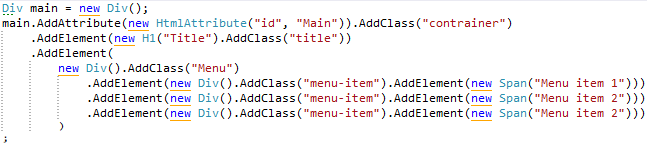 Div main = new Div();
main.AddAttribute(new HtmlAttribute("id", "Main")).AddClass("contrainer")
.AddElement(new H1("Title").AddClass("title"))
.AddElement(
new Div().AddClass("Menu")
.AddElement(new Div().AddClass("menu-item").AddElement(new Span("Menu item 1")))
.AddElement(new Div().AddClass("menu-item").AddElement(new Span("Menu item 2")))
.AddElement(new Div().AddClass("menu-item").AddElement(new Span("Menu item 2")))
)
;